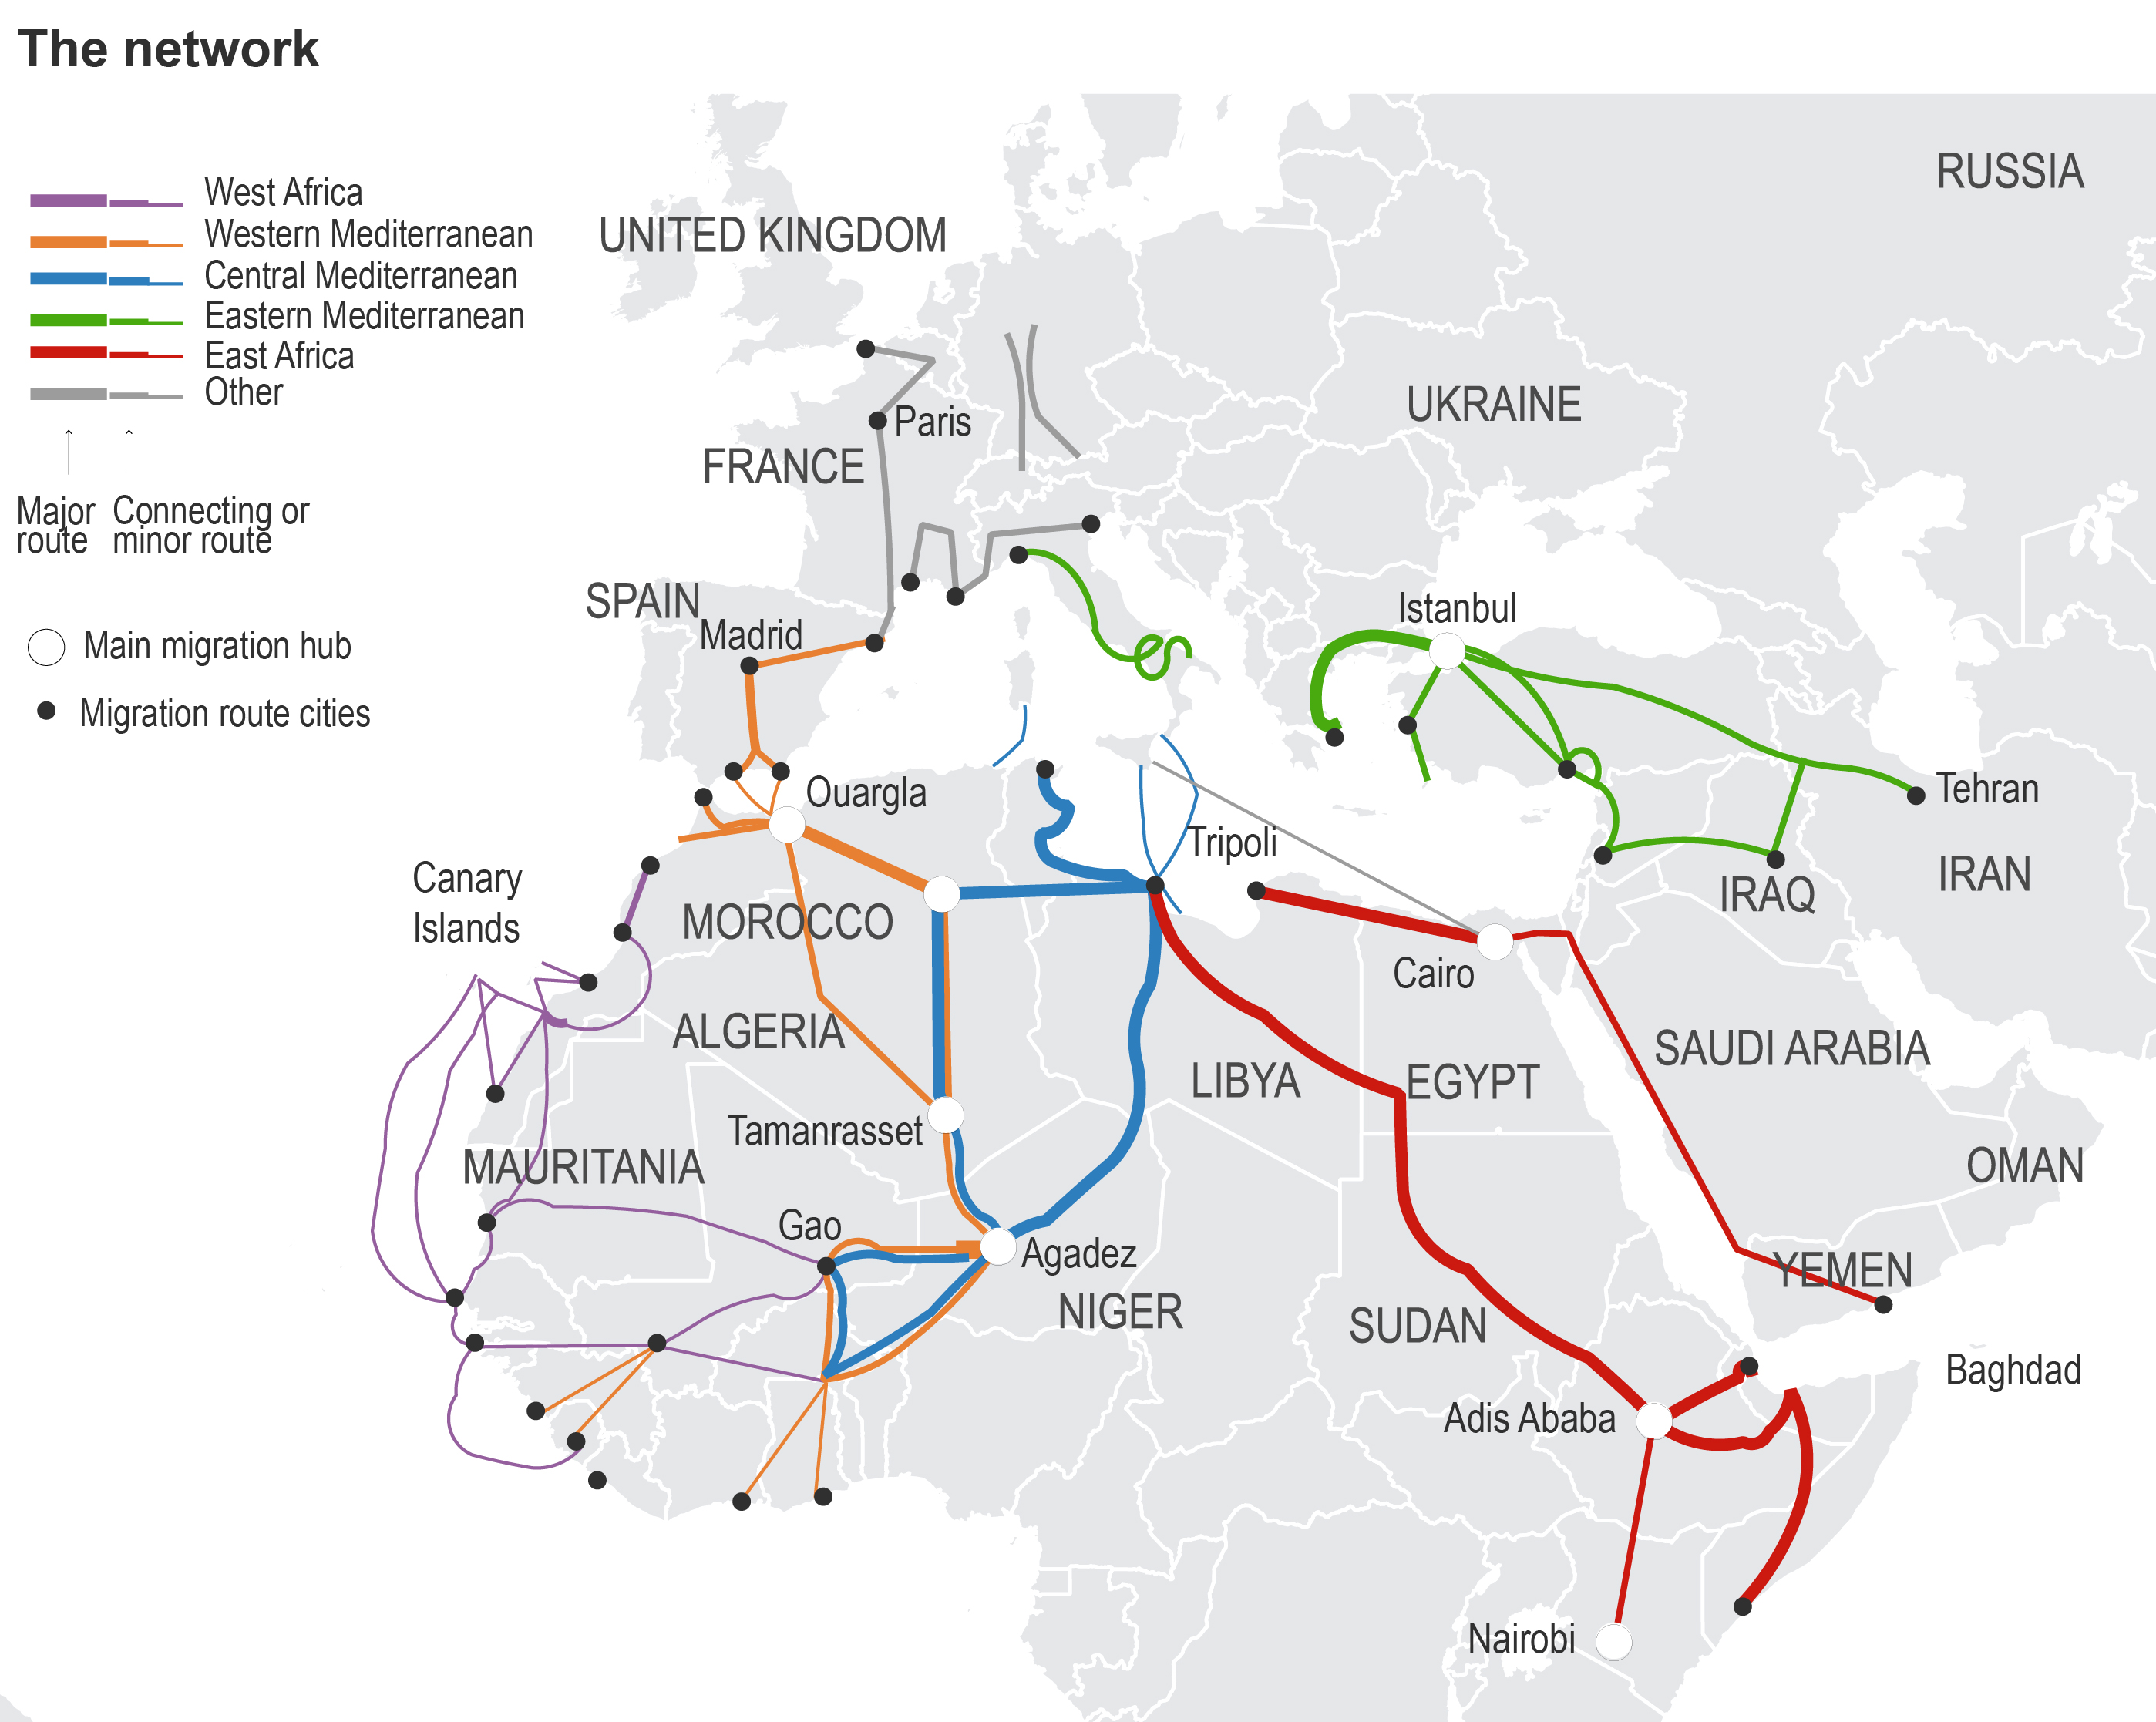 The network
West Africa
Western Mediterranean
Central Mediterranean
Eastern Mediterranean
East Africa
Other
Major
route
Connecting or
minor route
Main migration hub
Migration route cities
RUSSIA
UNITED KINGDOM
UKRAINE
Paris
FRANCE
SPAIN
Madrid
Istanbul
Ouargla
Tehran
Tripoli
Canary
Islands
IRAQ
IRAN
MOROCCO
Cairo
ALGERIA
SAUDI ARABIA
LIBYA
EGYPT
Tamanrasset
MAURITANIA
OMAN
Gao
Agadez
YEMEN
NIGER
SUDAN
Baghdad
Adis Ababa
Nairobi